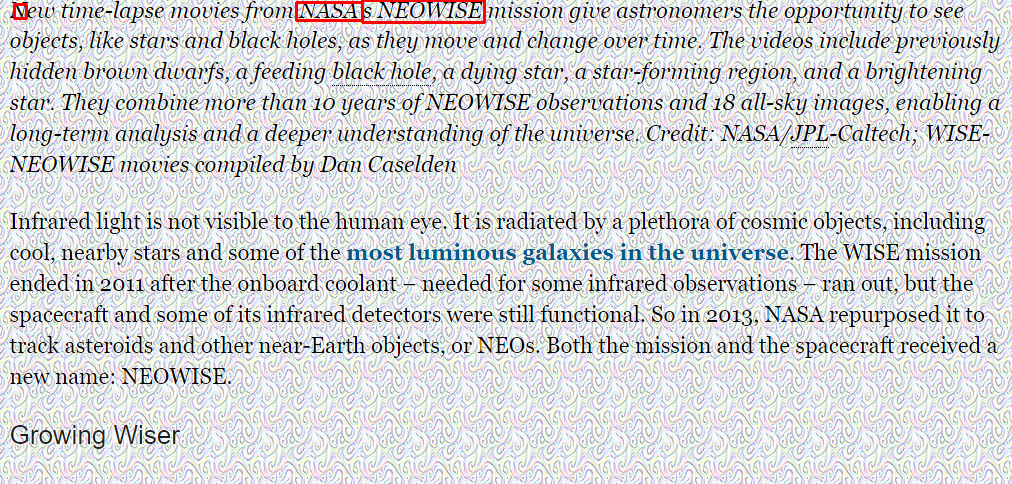 New time-lapse movies from NASA s NEOWISE mission give astronomers the opportunity to see
objects, like stars and black holes, as they move and change over time. The videos include previously
hidden brown dwarfs, a feeding black hole, a dying star, a star-forming region, and a brightening
star. They combine more than 10 years of NEOWISE observations and 18 all-sky images, enabling a
long-term analysis and a deeper understanding of the universe. Credit: NASA/JPL-Caltech; WISE-
NEOWISE movies compiled by Dan Caselden
Infrared light is not visible to the human eye. It is radiated by a plethora of cosmic objects, including
cool, nearby stars and some of the most luminous galaxies in the universe. The WISE mission
ended in 2011 after the onboard coolant – needed for some infrared observations – ran out, but the
spacecraft and some of its infrared detectors were still functional. So in 2013, NASA repurposed it to
track asteroids and other near-Earth objects, or NEOs. Both the mission and the spacecraft received a
new name: NEOWISE.
Growing Wiser